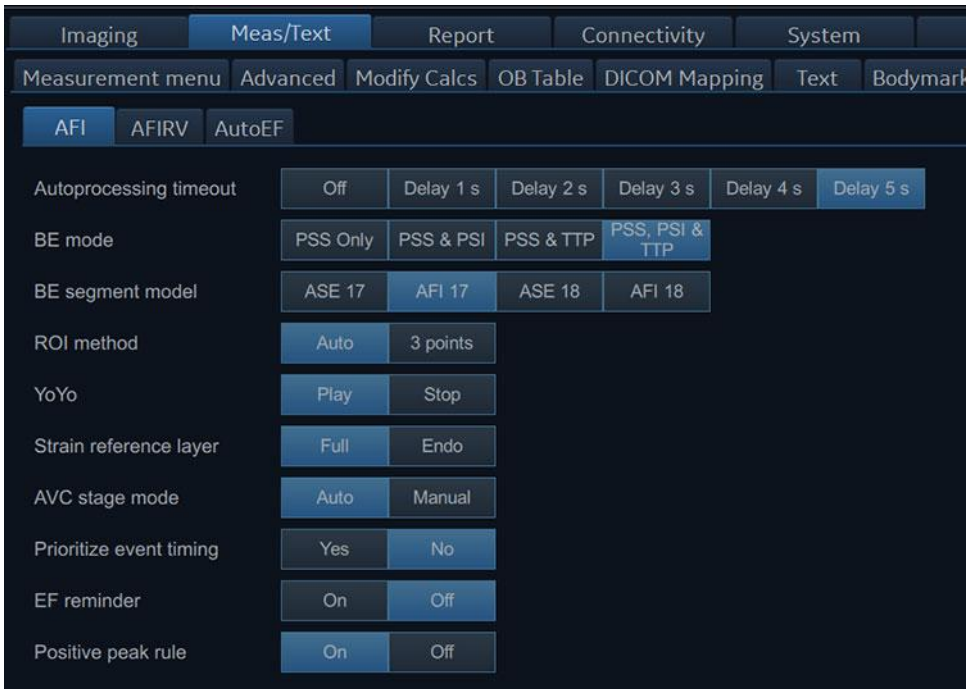 Imaging Meas/Text Report Connectivity System
Measurement menu Advanced Modify Calcs OB Table DICOM Mapping Text Bodymark
AFI AFIRV AutoEF
Autoprocessing timeout Off Delay 1 s Delay 2 s Delay 3 s Delay 4 s Delay 5 s
BE mode PSS Only PSS & PSI PSS & TTP PSS, PSI &
TTP
BE segment model ASE 17 AFI 17 ASE 18 AFI 18
ROI method Auto 3 points
YoYo Play Stop
Strain reference layer Full Endo
AVC stage mode Auto Manual
Prioritize event timing Yes No
EF reminder On Off
Positive peak rule On Off